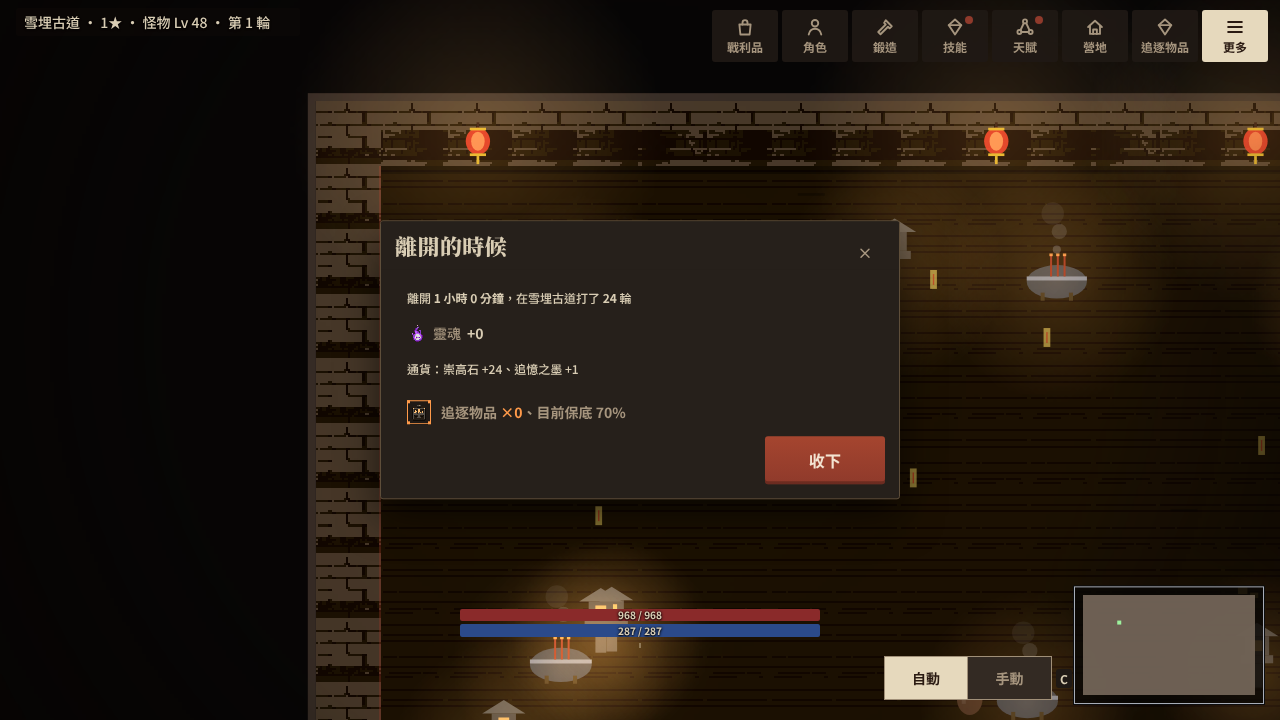 雪埋古道 · 1★ · 怪物 Lv 48 · 第 1 輪
戰利品
角色
鍛造
技能
天賦
營地
追逐物品
更多
離開的時候
×
離開 1 小時 0 分鐘，在雪埋古道打了 24 輪
靈魂 +0
通貨：崇高石 +24、追憶之墨 +1
追逐物品 ×0、目前保底 70%
收下
968 / 968
287 / 287
自動
手動
C